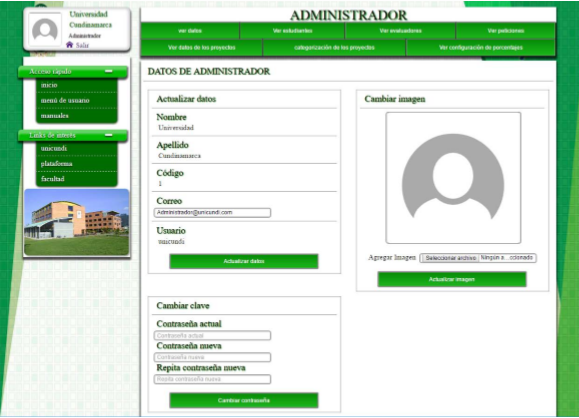 Universidad
Cundinamarca
Administrador
Salir
Acceso rápido
inicio
menú de usuario
manuales
Links de interés
unicundi
plataforma
facultad
ADMINISTRADOR
ver datos
Ver estudiantes
Ver evaluadores
Ver peticiones
Ver datos de los proyectos
categorización de los proyectos
Ver configuración de porcentajes
DATOS DE ADMINISTRADOR
Actualizar datos
Nombre
Universidad
Apellido
Cundinamarca
Código
1
Correo
Administrador@unicundi.com
Usuario
unicundi
Actualizar datos
Cambiar imagen
Agregar Imagen
Seleccionar archivo
Ningún a...ccionado
Actualizar imagen
Cambiar clave
Contraseña actual
Contraseña actual
Contraseña nueva
Contraseña nueva
Repita contraseña nueva
Repita contraseña nueva
Cambiar contraseña